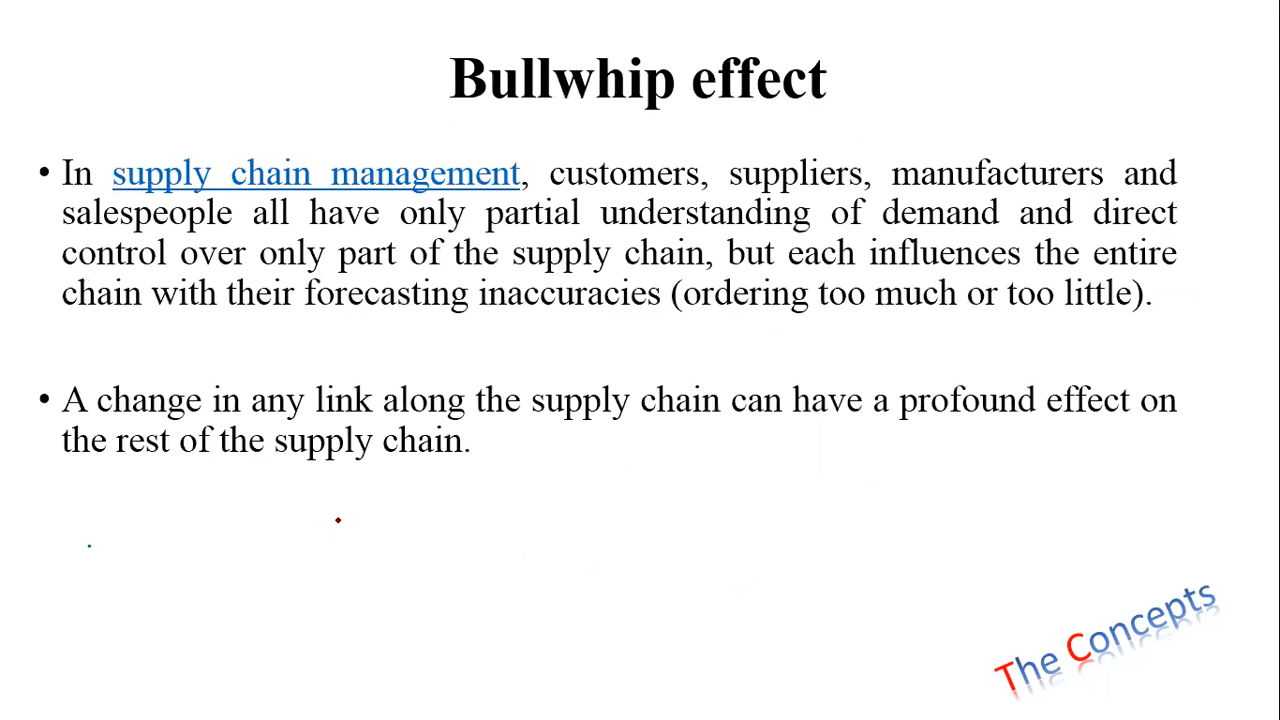 Bullwhip effect
• In supply chain management, customers, suppliers, manufacturers and
salespeople all have only partial understanding of demand and direct
control over only part of the supply chain, but each influences the entire
chain with their forecasting inaccuracies (ordering too much or too little).
• A change in any link along the supply chain can have a profound effect on
the rest of the supply chain.
The Concepts